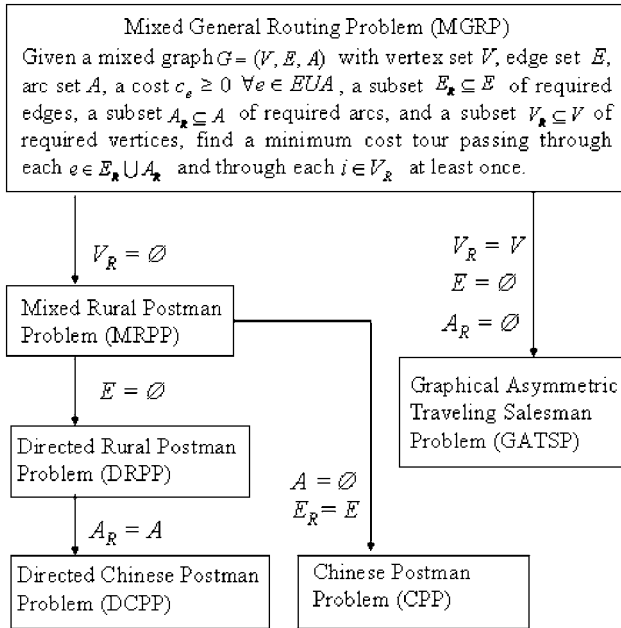 Mixed General Routing Problem (MGRP)
Given a mixed graph G = (V, E, A) with vertex set V, edge set E,
arc set A, a cost c_e ≥ 0 ∀e ∈ EUA , a subset E_R ⊆ E of required
edges, a subset A_R ⊆ A of required arcs, and a subset V_R ⊆ V of
required vertices, find a minimum cost tour passing through
each e ∈ E_R ∪ A_R and through each i ∈ V_R at least once.
V_R = ∅
V_R = V
E = ∅
A_R = ∅
Mixed Rural Postman
Problem (MRPP)
E = ∅
Graphical Asymmetric
Traveling Salesman
Problem (GATSP)
Directed Rural Postman
Problem (DRPP)
A = ∅
E_R = E
A_R = A
Directed Chinese Postman
Problem (DCPP)
Chinese Postman
Problem (CPP)